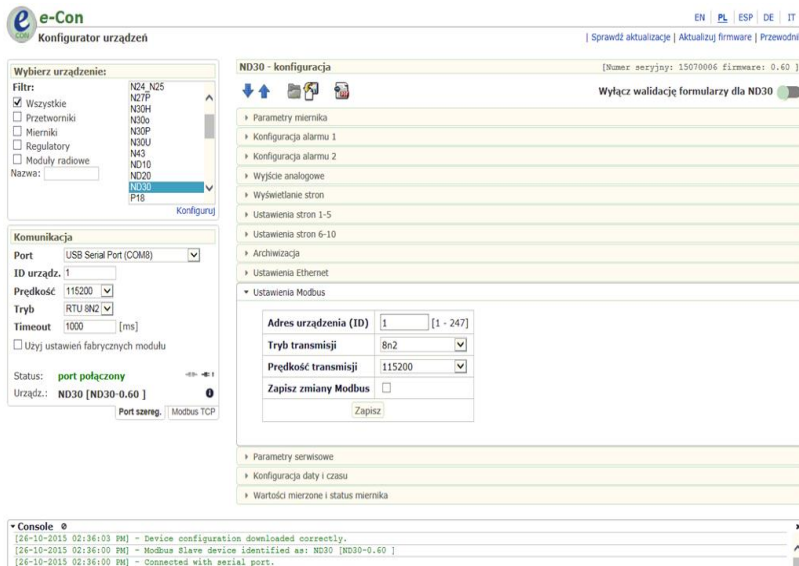 e-Con
Konfigurator urządzeń
EN | PL | ESP | DE | IT
| Sprawdź aktualizacje | Aktualizuj firmware | Przewodni
Wybierz urządzenie:
Filtr:
Wszystkie
Przetworniki
Mierniki
Regulatory
Moduły radiowe
Nazwa:
N24_N25
N27P
N30H
N30o
N30P
N30U
N43
ND10
ND20
ND30
P18
Konfiguruj
Komunikacja
Port USB Serial Port (COM8)
ID urządz. 1
Prędkość 115200
Tryb RTU 8N2
Timeout 1000 [ms]
Użyj ustawień fabrycznych modułu
Status: port połączony
Urządz.: ND30 [ND30-0.60 ]
Port szereg. Modbus TCP
ND30 - konfiguracja
[Numer seryjny: 15070006 firmware: 0.60 ]
Wyłącz walidację formularzy dla ND30
Parametry miernika
Konfiguracja alarmu 1
Konfiguracja alarmu 2
Wyjście analogowe
Wyświetlanie stron
Ustawienia stron 1-5
Ustawienia stron 6-10
Archiwizacja
Ustawienia Ethernet
Ustawienia Modbus
Adres urządzenia (ID) 1 [1 - 247]
Tryb transmisji 8n2
Prędkość transmisji 115200
Zapisz zmiany Modbus
Zapisz
Parametry serwisowe
Konfiguracja daty i czasu
Wartości mierzone i status miernika
Console
[26-10-2015 02:36:03 PM] - Device configuration downloaded correctly.
[26-10-2015 02:36:00 PM] - Modbus Slave device identified as: ND30 [ND30-0.60 ]
[26-10-2015 02:36:00 PM] - Connected with serial port.